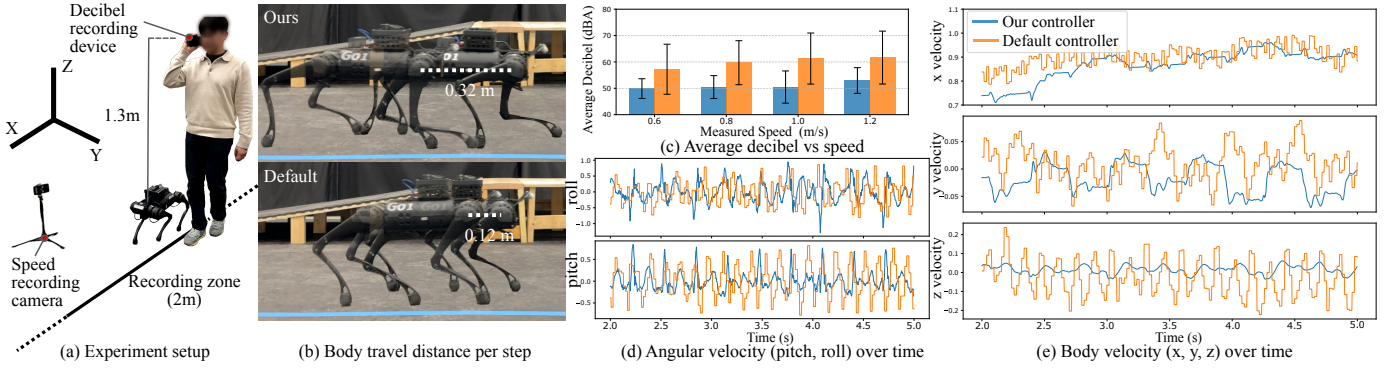 Decibel
recording
device
Z
X
Y
1.3m
Speed
recording
camera
Recording zone
(2m)
(a) Experiment setup
Ours
Go1
0.32 m
Default
Go1
0.12 m
(b) Body travel distance per step
Average Decibel (dBA)
80
70
60
50
40
0.6
0.8
1.0
1.2
Measured Speed (m/s)
(c) Average decibel vs speed
roll
0.5
0.0
−0.5
−1.0
pitch
0.5
0.0
−0.5
2.0 2.5 3.0 3.5 4.0 4.5 5.0
Time (s)
(d) Angular velocity (pitch, roll) over time
Our controller
Default controller
x velocity
1.1
1.0
0.9
0.8
0.7
y velocity
0.05
0.00
−0.05
z velocity
0.2
0.1
0.0
−0.1
−0.2
2.0 2.5 3.0 3.5 4.0 4.5 5.0
Time (s)
(e) Body velocity (x, y, z) over time